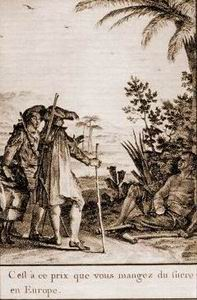 C'est à ce prix que vous mangez du sucre
en Europe.